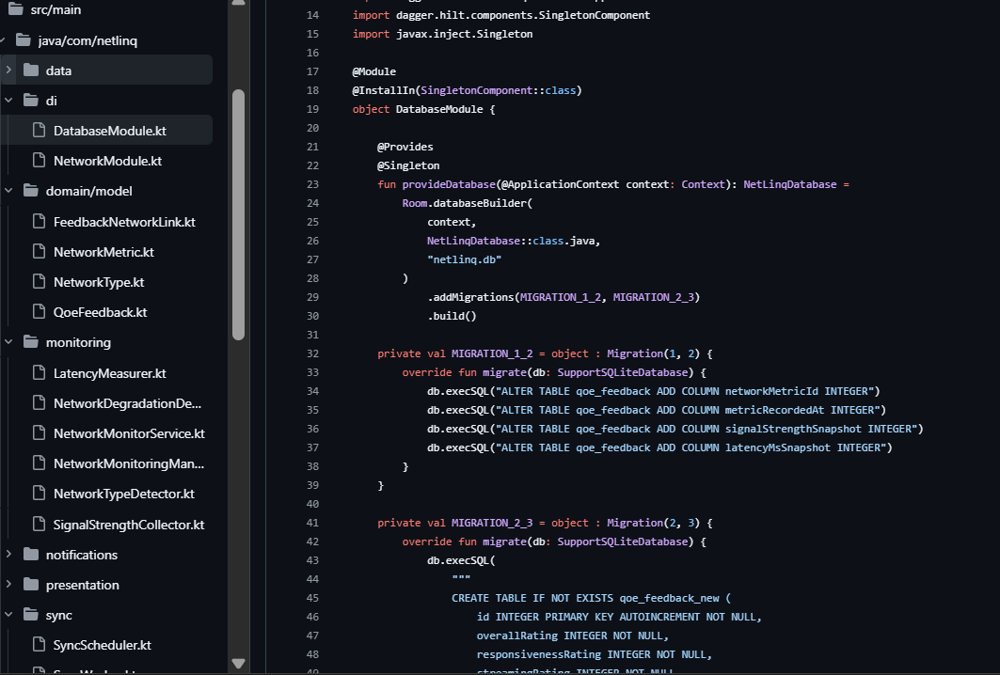 src/main
java/com/netlinq
data
di
DatabaseModule.kt
NetworkModule.kt
domain/model
FeedbackNetworkLink.kt
NetworkMetric.kt
NetworkType.kt
QoeFeedback.kt
monitoring
LatencyMeasurer.kt
NetworkDegradationDe...
NetworkMonitorService.kt
NetworkMonitoringMan...
NetworkTypeDetector.kt
SignalStrengthCollector.kt
notifications
presentation
sync
SyncScheduler.kt
14 import dagger.hilt.components.SingletonComponent
15 import javax.inject.Singleton
16
17 @Module
18 @InstallIn(SingletonComponent::class)
19 object DatabaseModule {
20
21 @Provides
22 @Singleton
23 fun provideDatabase(@ApplicationContext context: Context): NetLinqDatabase =
24 Room.databaseBuilder(
25 context,
26 NetLinqDatabase::class.java,
27 "netlinq.db"
28 )
29 .addMigrations(MIGRATION_1_2, MIGRATION_2_3)
30 .build()
31
32 private val MIGRATION_1_2 = object : Migration(1, 2) {
33 override fun migrate(db: SupportSQLiteDatabase) {
34 db.execSQL("ALTER TABLE qoe_feedback ADD COLUMN networkMetricId INTEGER")
35 db.execSQL("ALTER TABLE qoe_feedback ADD COLUMN metricRecordedAt INTEGER")
36 db.execSQL("ALTER TABLE qoe_feedback ADD COLUMN signalStrengthSnapshot INTEGER")
37 db.execSQL("ALTER TABLE qoe_feedback ADD COLUMN latencyMsSnapshot INTEGER")
38 }
39 }
40
41 private val MIGRATION_2_3 = object : Migration(2, 3) {
42 override fun migrate(db: SupportSQLiteDatabase) {
43 db.execSQL(
44 """
45 CREATE TABLE IF NOT EXISTS qoe_feedback_new (
46 id INTEGER PRIMARY KEY AUTOINCREMENT NOT NULL,
47 overallRating INTEGER NOT NULL,
48 responsivenessRating INTEGER NOT NULL,
49 streamingRating INTEGER NOT NULL